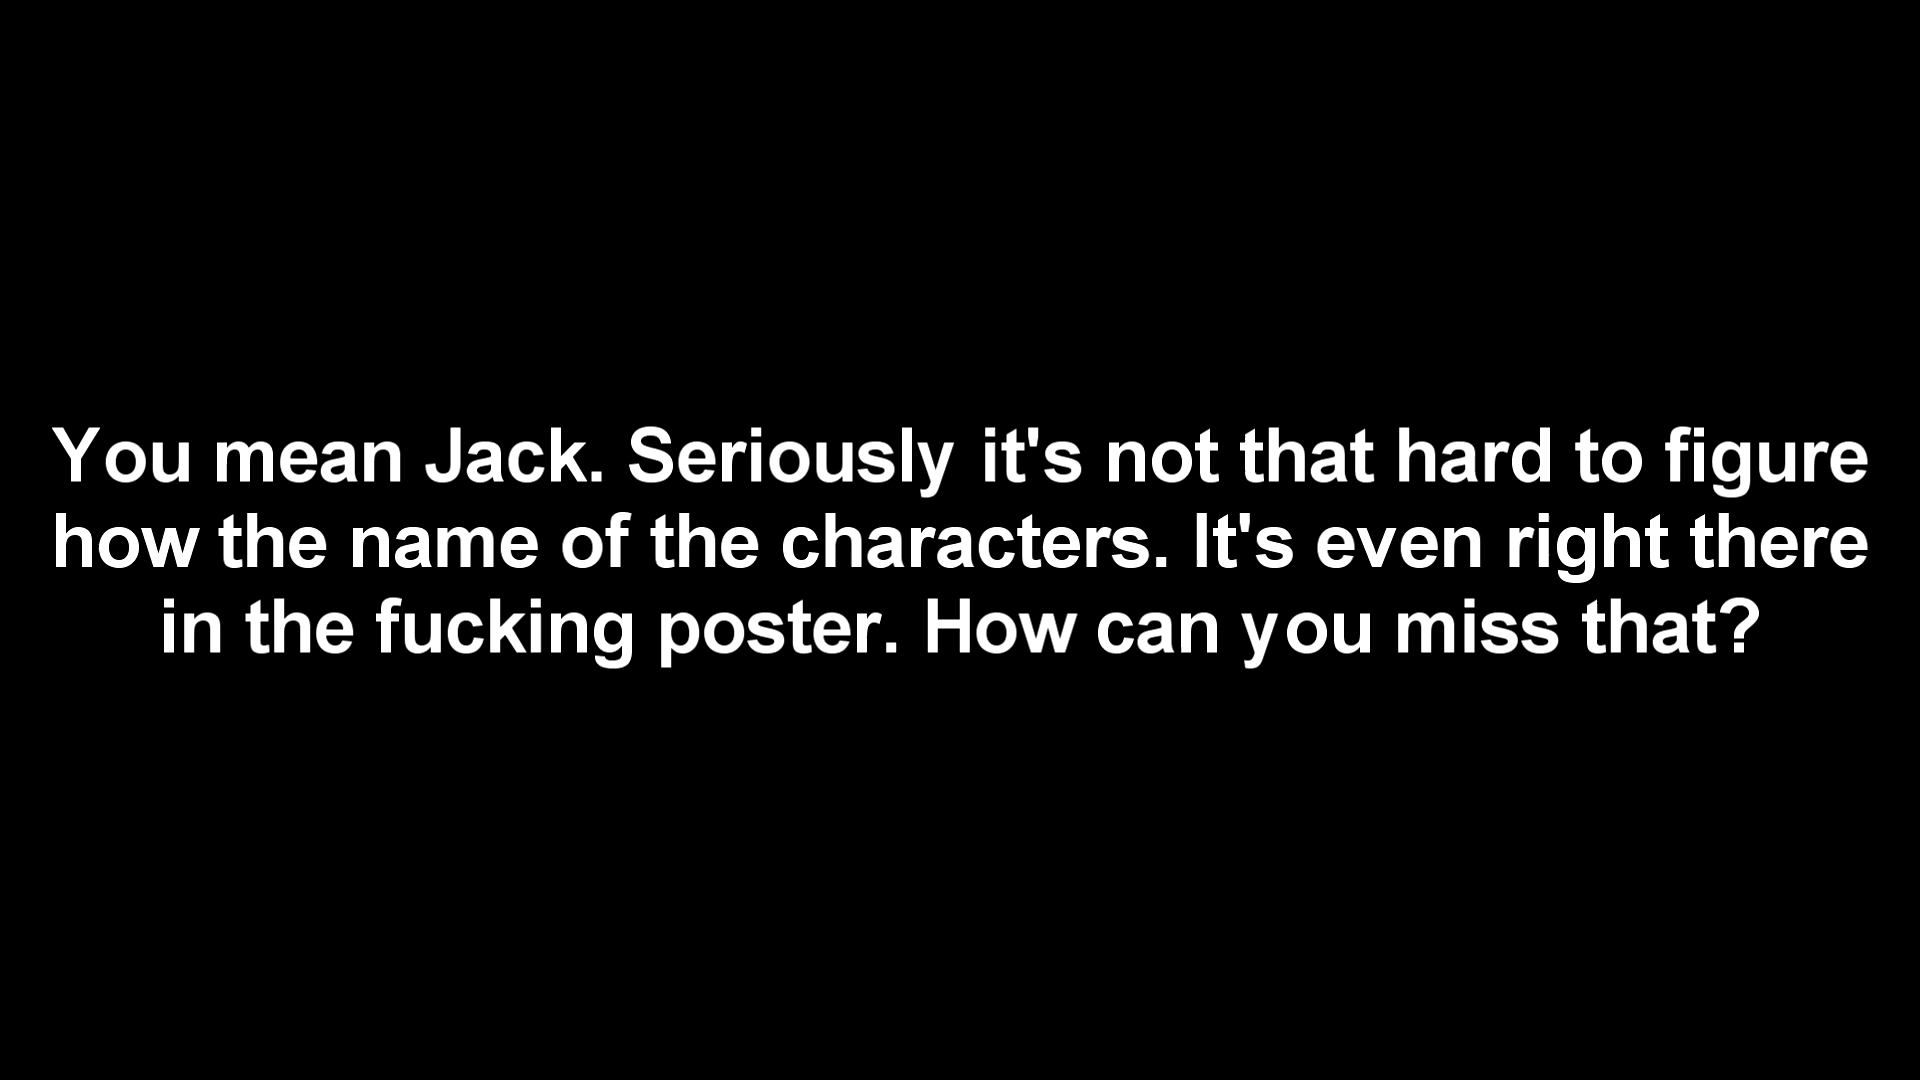 You mean Jack. Seriously it's not that hard to figure
how the name of the characters. It's even right there
in the fucking poster. How can you miss that?